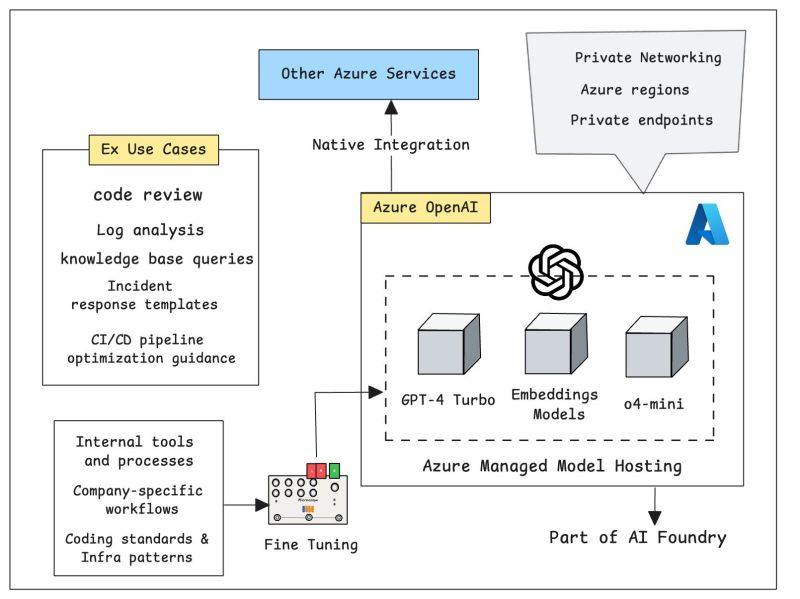 Other Azure Services
Private Networking
Azure regions
Private endpoints
Native Integration
Ex Use Cases
code review
Log analysis
knowledge base queries
Incident
response templates
CI/CD pipeline
optimization guidance
Azure OpenAI
GPT-4 Turbo
Embeddings
Models
o4-mini
Azure Managed Model Hosting
Internal tools
and processes
Company-specific
workflows
Coding standards &
Infra patterns
Fine Tuning
Part of AI Foundry